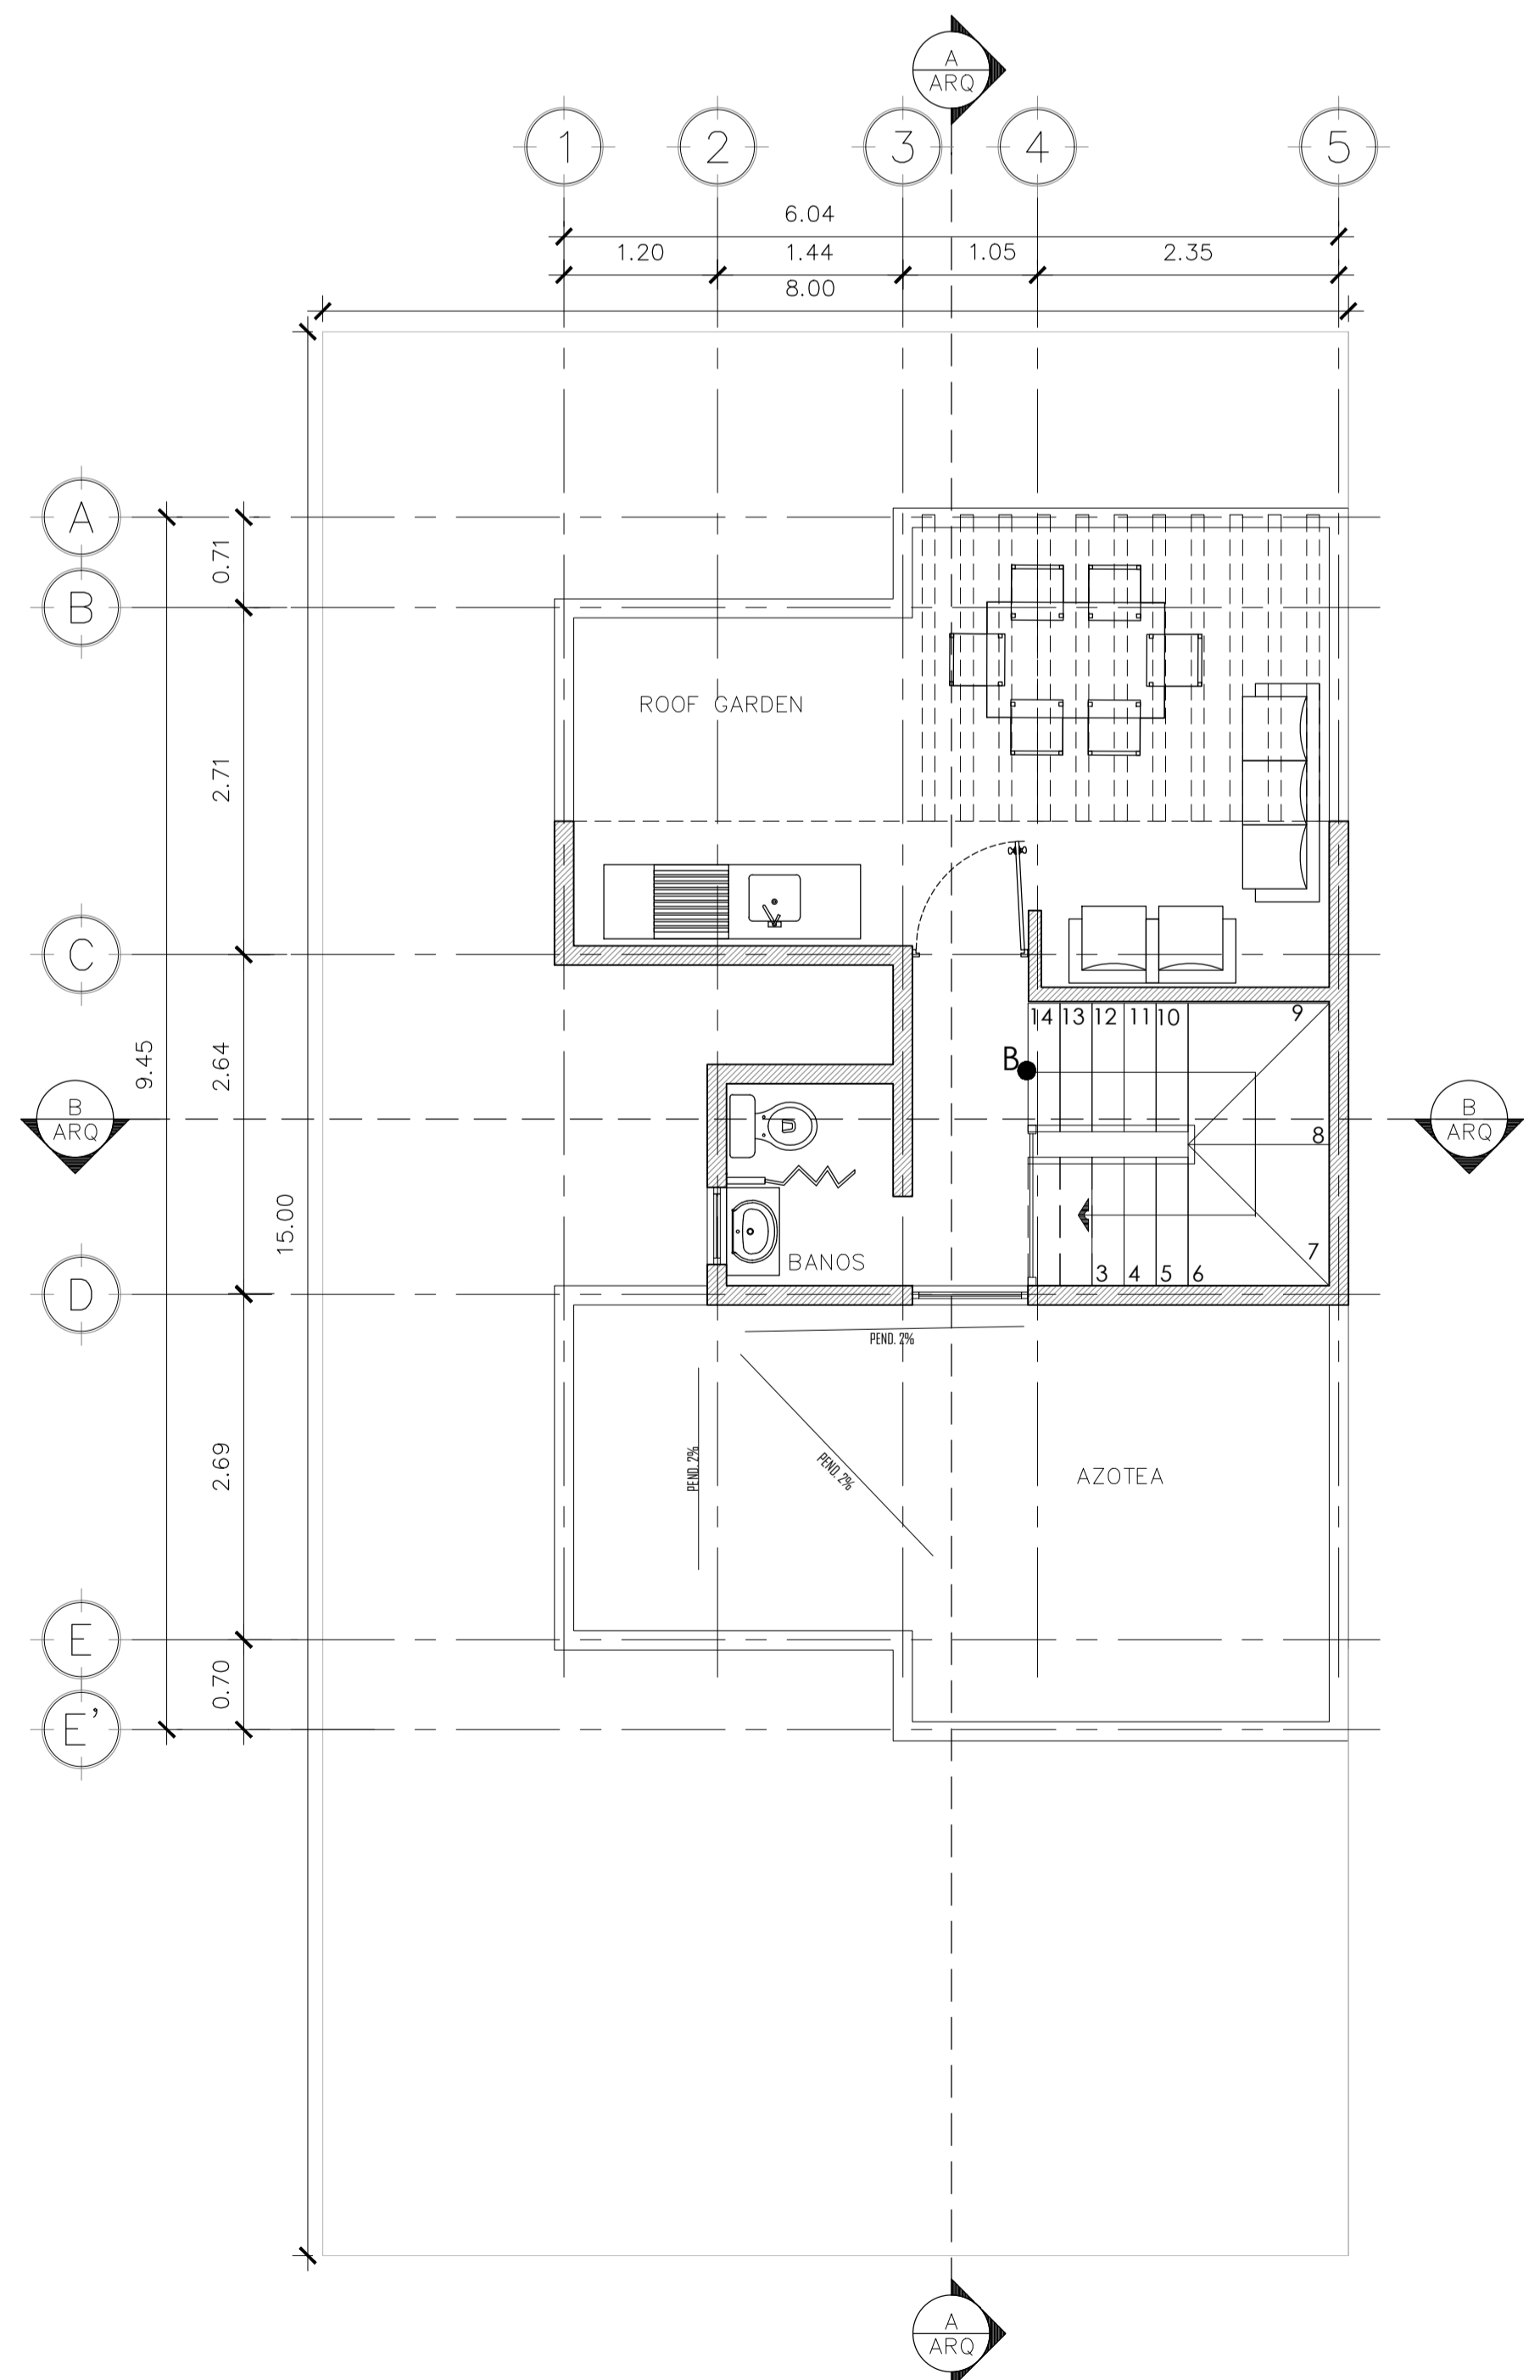 A
ARQ
1
2
3
4
5
6.04
1.20
1.44
1.05
2.35
8.00
A
0.71
B
ROOF GARDEN
2.71
C
14
13
12
11
10
9
9.45
2.64
B
B
ARQ
B
ARQ
8
15.00
BANOS
7
3
4
5
6
D
PEND. 2%
PEND. 2%
PEND. 2%
AZOTEA
2.69
E
0.70
E'
A
ARQ